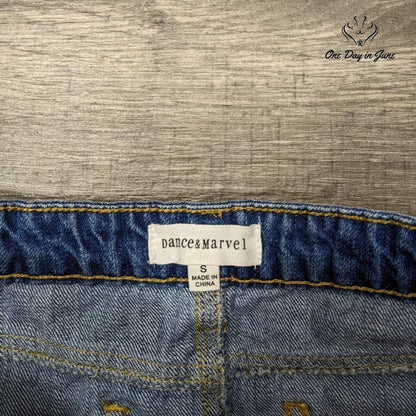 One Day in June
Dance&Marvel
S
MADE IN
CHINA